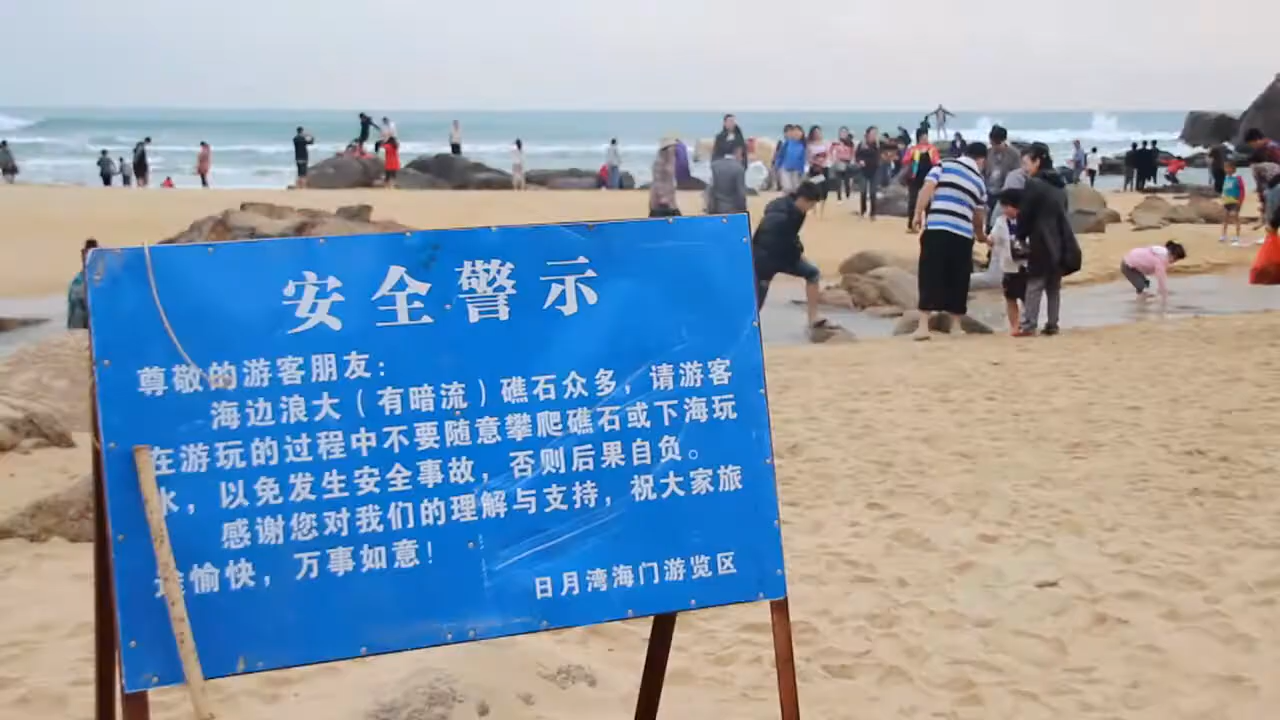 安全警示
尊敬的游客朋友：
海边浪大（有暗流）礁石众多，请游客
在游玩的过程中不要随意攀爬礁石或下海玩
水，以免发生安全事故，否则后果自负。
感谢您对我们的理解与支持，祝大家旅
途愉快，万事如意！
日月湾海门游览区